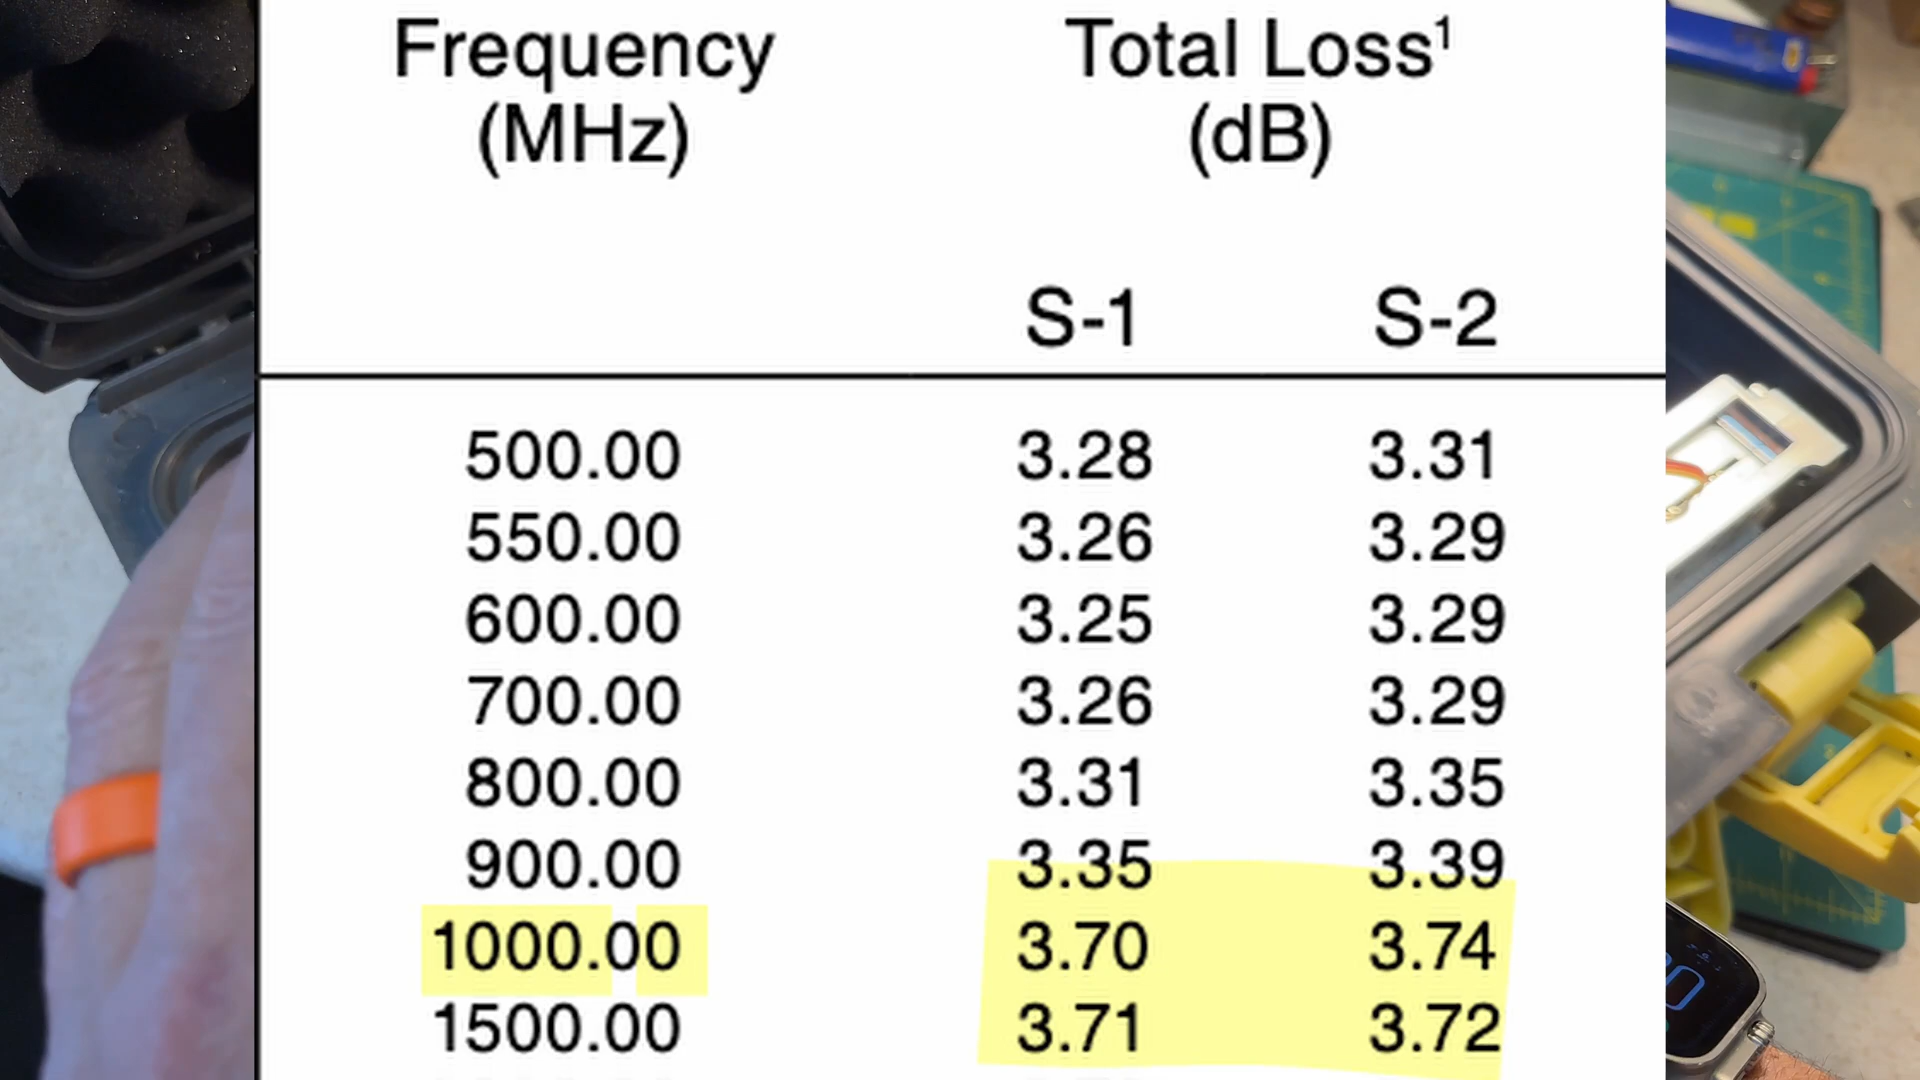 Frequency Total Loss¹
(MHz) (dB)
S-1 S-2
500.00 3.28 3.31
550.00 3.26 3.29
600.00 3.25 3.29
700.00 3.26 3.29
800.00 3.31 3.35
900.00 3.35 3.39
1000.00 3.70 3.74
1500.00 3.71 3.72